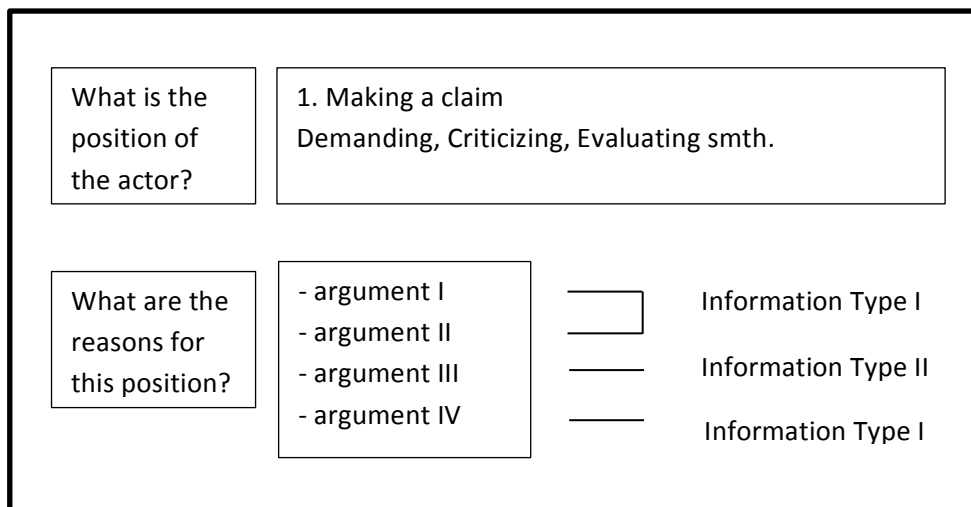 What is the
position of
the actor?
1. Making a claim
Demanding, Criticizing, Evaluating smth.
What are the
reasons for
this position?
- argument I
- argument II
- argument III
- argument IV
Information Type I
Information Type II
Information Type I